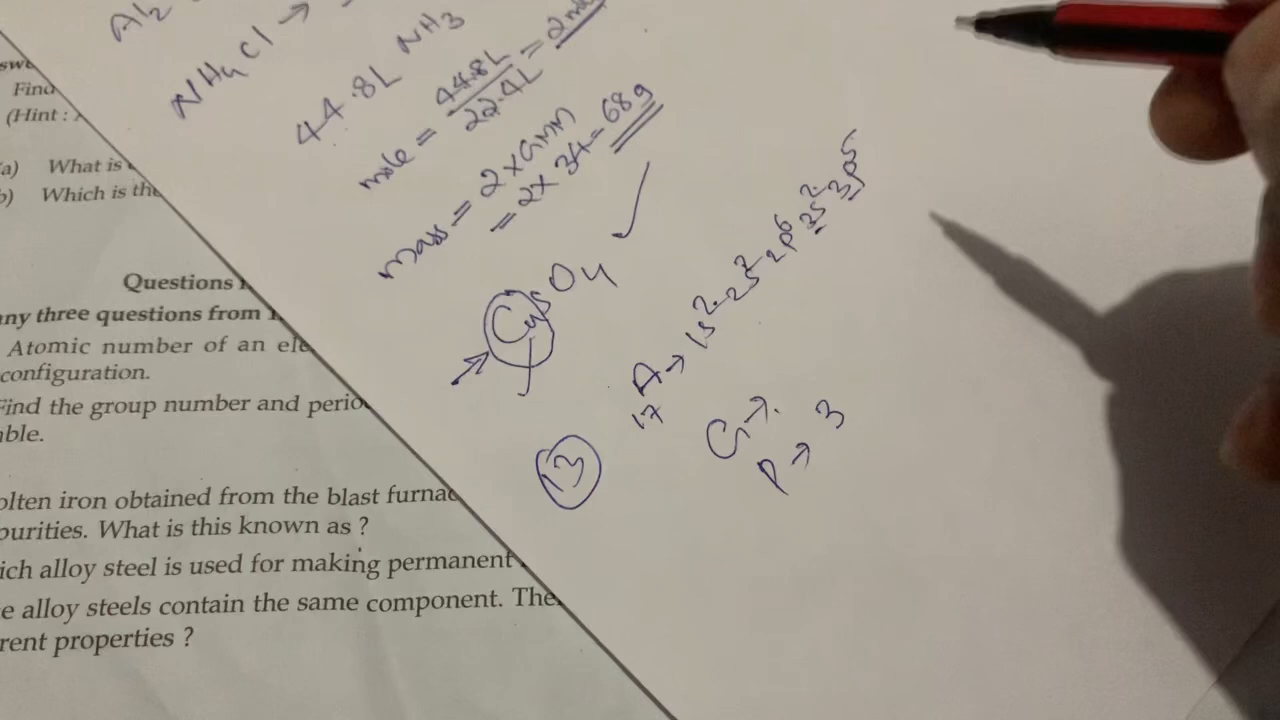 Al₂
NH₄Cl →
44.8L NH₃
mole = 44.8L / 22.4L = 2 mol
mass = 2 x GMM
= 2 x 34 = 68g
CuSO₄
13
17 A → 1s² 2s² 2p⁶ 3s² 3p⁵
G →
P → 3
Find
(Hint :
a) What is
b) Which is the
Questions
any three questions from
Atomic number of an ele
configuration.
Find the group number and perio
able.
olten iron obtained from the blast furnac
purities. What is this known as ?
ich alloy steel is used for making permanent
e alloy steels contain the same component. The
rent properties ?